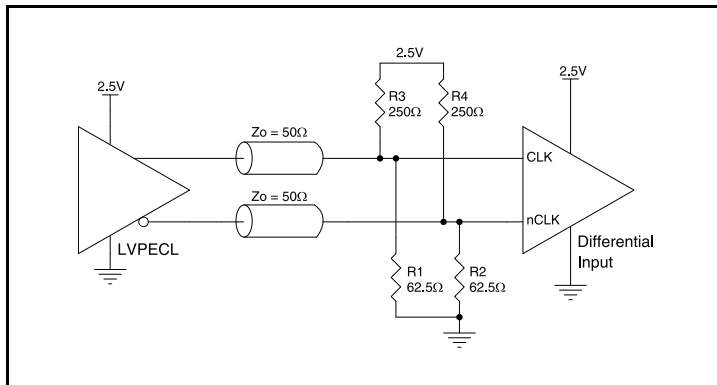 2.5V
2.5V
2.5V
R3
250Ω
R4
250Ω
Zo = 50Ω
CLK
Zo = 50Ω
nCLK
LVPECL
Differential
Input
R1
62.5Ω
R2
62.5Ω